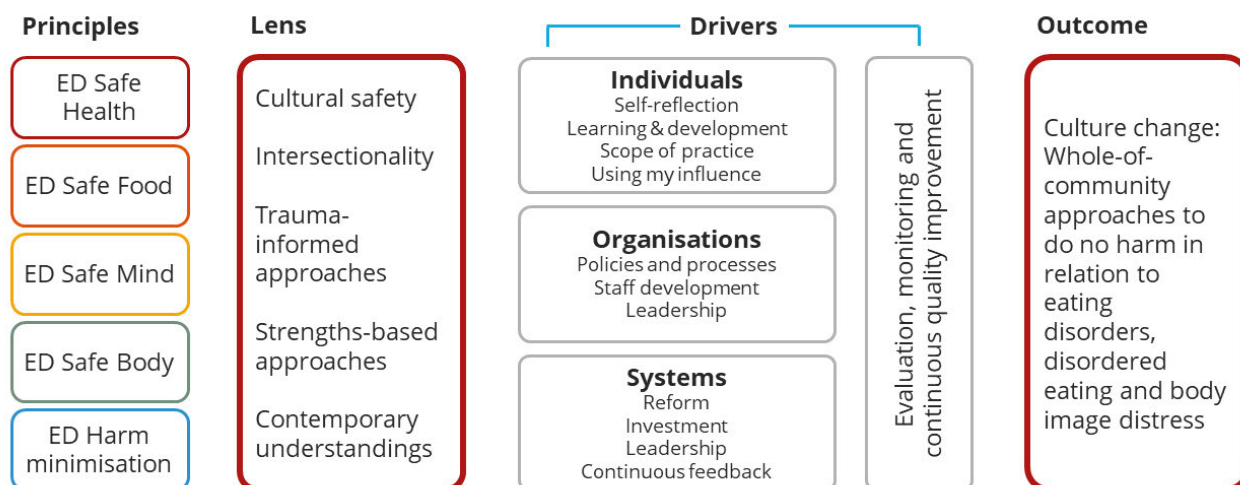 Principles
ED Safe
Health
ED Safe Food
ED Safe Mind
ED Safe Body
ED Harm
minimisation
Lens
Cultural safety
Intersectionality
Trauma-
informed
approaches
Strengths-based
approaches
Contemporary
understandings
Drivers
Individuals
Self-reflection
Learning & development
Scope of practice
Using my influence
Organisations
Policies and processes
Staff development
Leadership
Systems
Reform
Investment
Leadership
Continuous feedback
Evaluation, monitoring and
continuous quality improvement
Outcome
Culture change:
Whole-of-
community
approaches to
do no harm in
relation to
eating
disorders,
disordered
eating and body
image distress